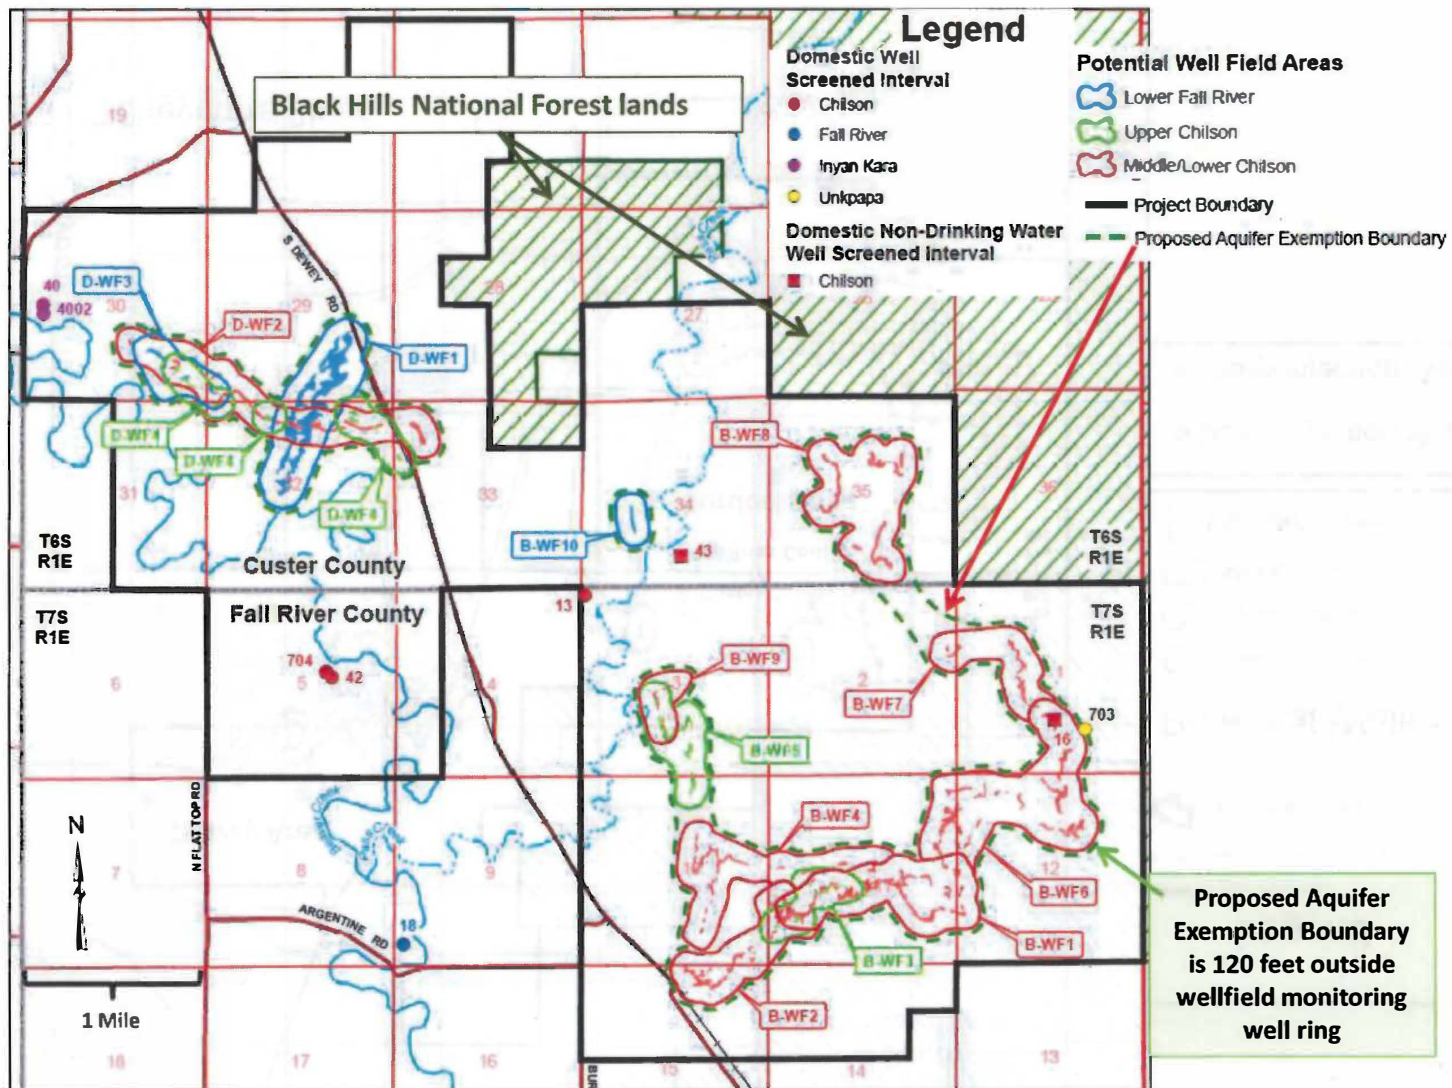 Legend
Domestic Well
Screened Interval
Chilson
Fall River
Inyan Kara
Unkpapa
Domestic Non-Drinking Water
Well Screened Interval
Chilson
Potential Well Field Areas
Lower Fall River
Upper Chilson
Middle/Lower Chilson
Project Boundary
Proposed Aquifer Exemption Boundary
Black Hills National Forest lands
19
S DEWEY RD
40
4002
D-WF3
30
29
28
27
D-WF2
D-WF1
D-WF4
D-WF4
D-WF4
31
32
33
34
35
36
B-WF8
B-WF10
43
T6S
R1E
T6S
R1E
Custer County
Fall River County
T7S
R1E
T7S
R1E
13
704
42
6
5
4
3
2
1
B-WF9
B-WF7
B-WF5
703
16
N FLAT TOP RD
N
7
8
9
12
Beaver Creek
B-WF4
B-WF6
B-WF1
B-WF3
B-WF2
ARGENTINE RD
18
1 Mile
18
17
16
15
14
13
BUR
Proposed Aquifer
Exemption Boundary
is 120 feet outside
wellfield monitoring
well ring